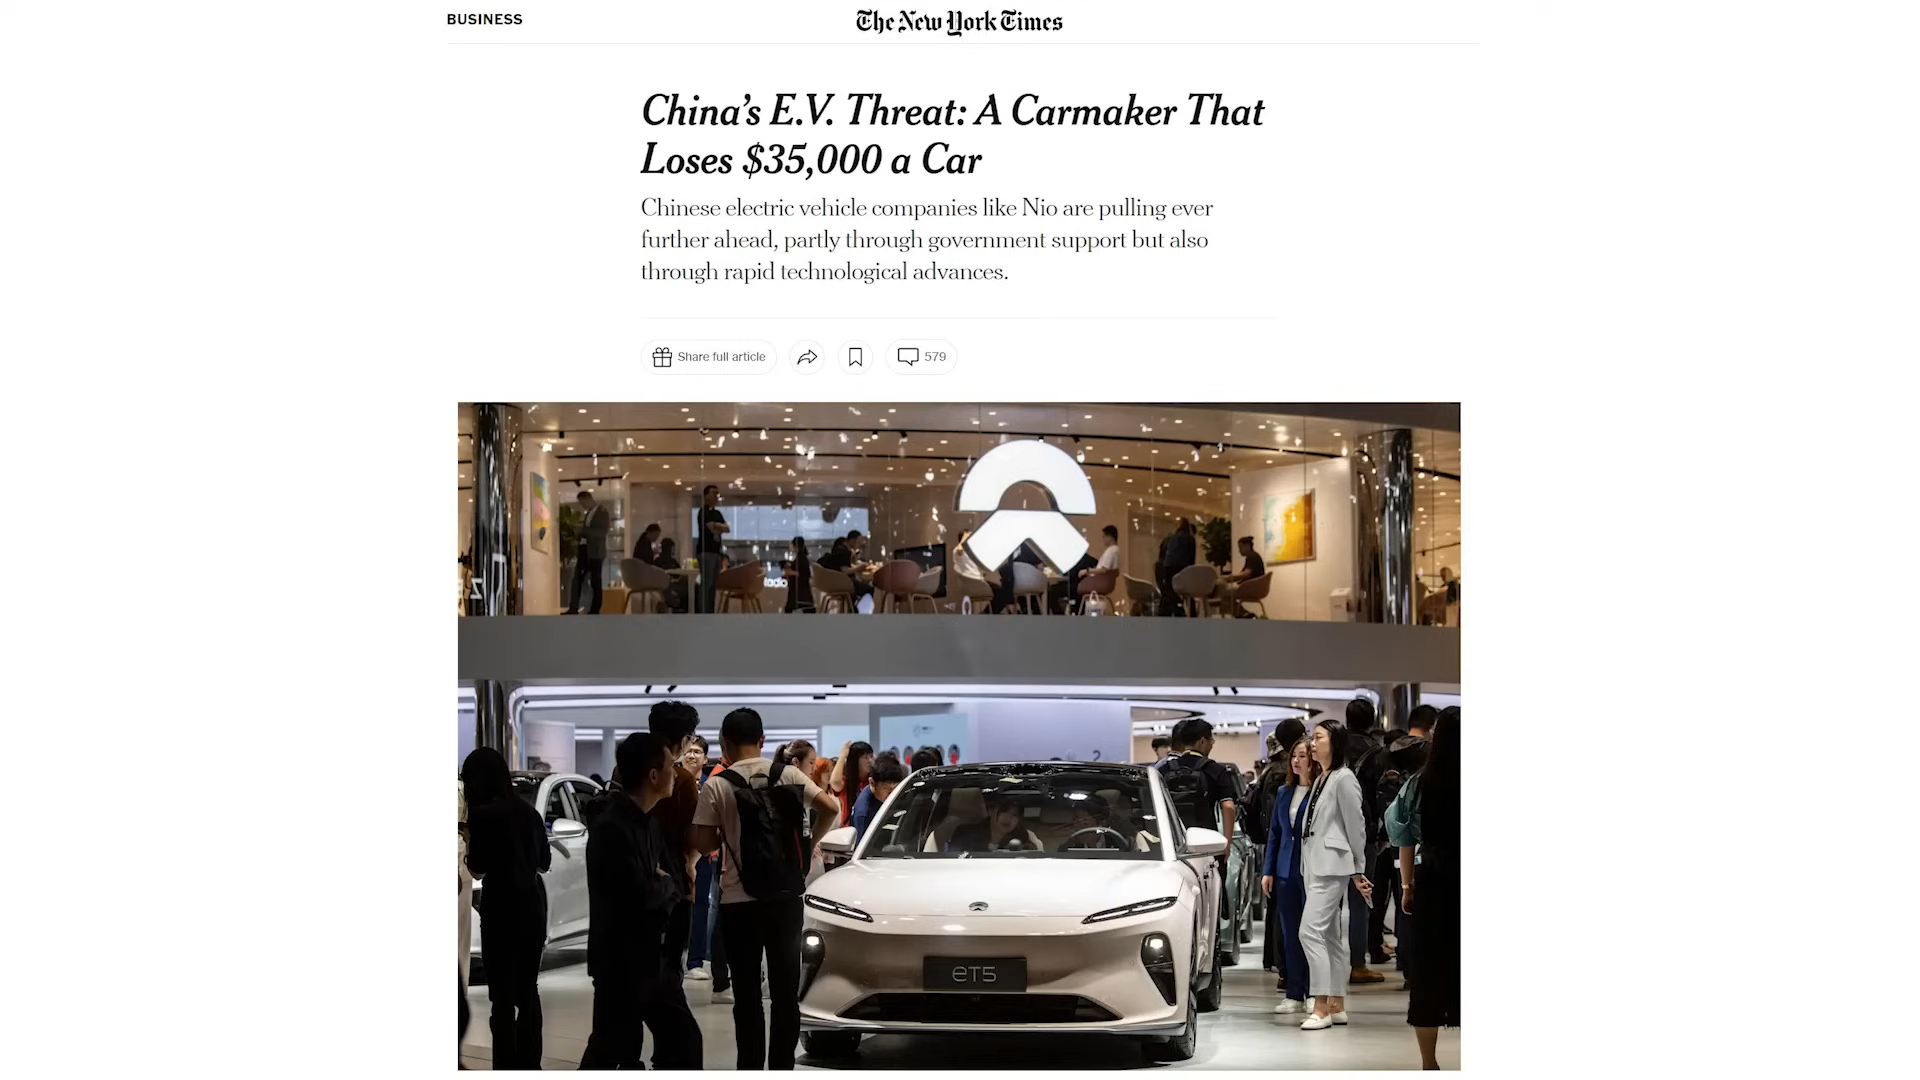 BUSINESS
The New York Times
China’s E.V. Threat: A Carmaker That
Loses $35,000 a Car
Chinese electric vehicle companies like Nio are pulling ever
further ahead, partly through government support but also
through rapid technological advances.
Share full article
579
Radio
eT5